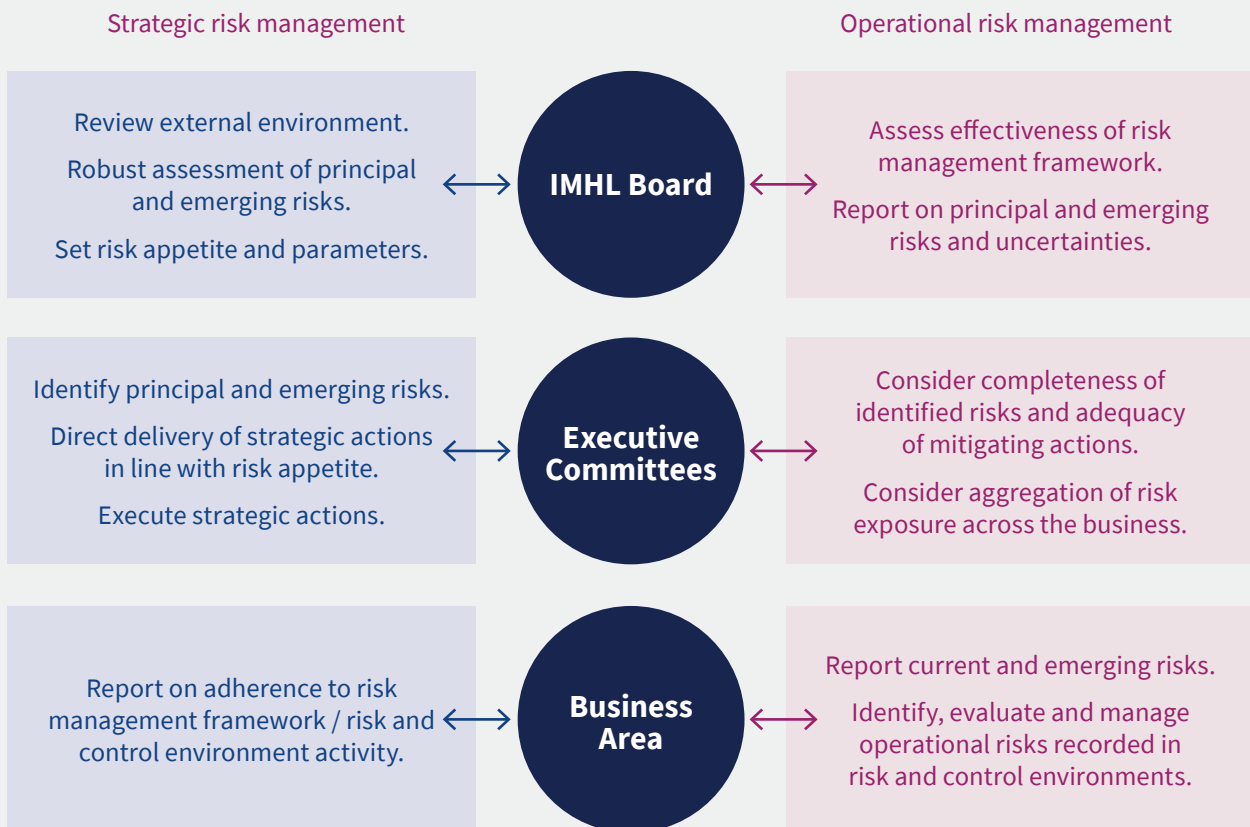 Strategic risk management
Operational risk management
Review external environment.
Robust assessment of principal
and emerging risks.
Set risk appetite and parameters.
IMHL Board
Assess effectiveness of risk
management framework.
Report on principal and emerging
risks and uncertainties.
Identify principal and emerging risks.
Direct delivery of strategic actions
in line with risk appetite.
Execute strategic actions.
Executive
Committees
Consider completeness of
identified risks and adequacy
of mitigating actions.
Consider aggregation of risk
exposure across the business.
Report on adherence to risk
management framework / risk and
control environment activity.
Business
Area
Report current and emerging risks.
Identify, evaluate and manage
operational risks recorded in
risk and control environments.